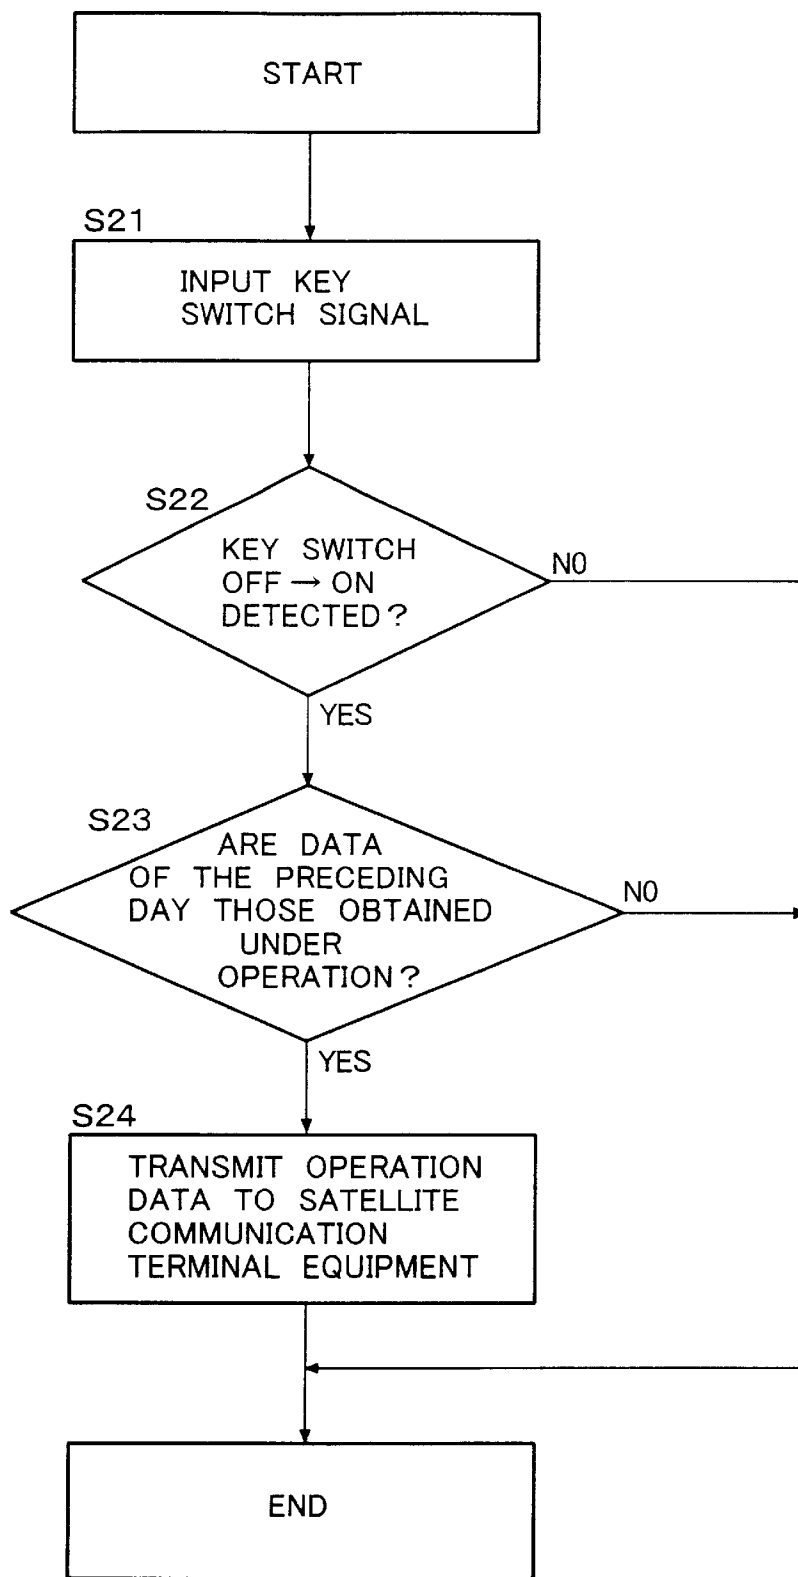 START
S21
INPUT KEY
SWITCH SIGNAL
S22
KEY SWITCH
OFF → ON
DETECTED?
NO
YES
S23
ARE DATA
OF THE PRECEDING
DAY THOSE OBTAINED
UNDER
OPERATION?
NO
YES
S24
TRANSMIT OPERATION
DATA TO SATELLITE
COMMUNICATION
TERMINAL EQUIPMENT
END